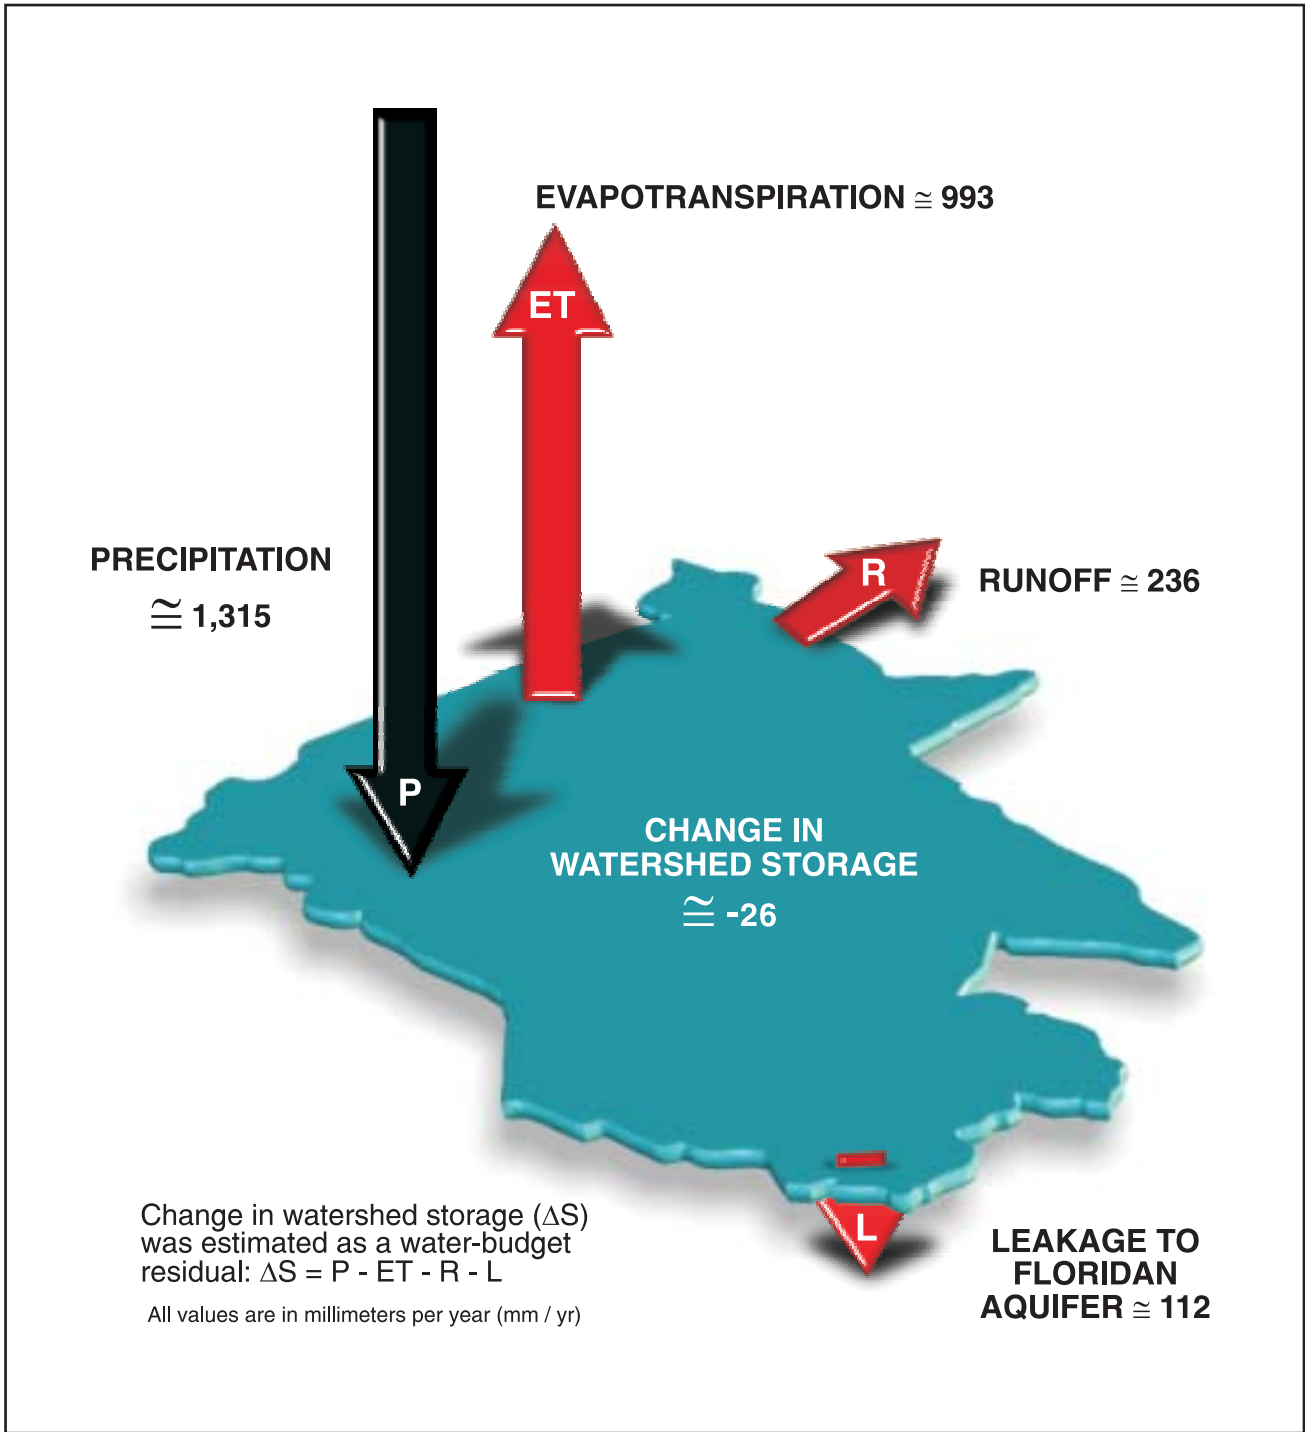 EVAPOTRANSPIRATION ≅ 993
ET
PRECIPITATION
≅ 1,315
R
RUNOFF ≅ 236
P
CHANGE IN
WATERSHED STORAGE
≅ -26
L
Change in watershed storage (ΔS)
was estimated as a water-budget
residual: ΔS = P - ET - R - L
All values are in millimeters per year (mm / yr)
LEAKAGE TO
FLORIDAN
AQUIFER ≅ 112